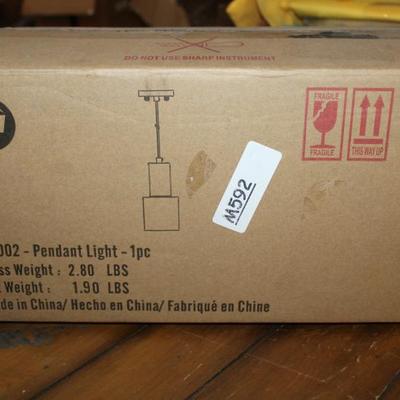 DO NOT USE SHARP INSTRUMENT
FRAGILE
FRAGILE
THIS WAY UP
M592
002 - Pendant Light - 1pc
ss Weight : 2.80 LBS
t Weight : 1.90 LBS
de in China/ Hecho en China/ Fabriqué en Chine